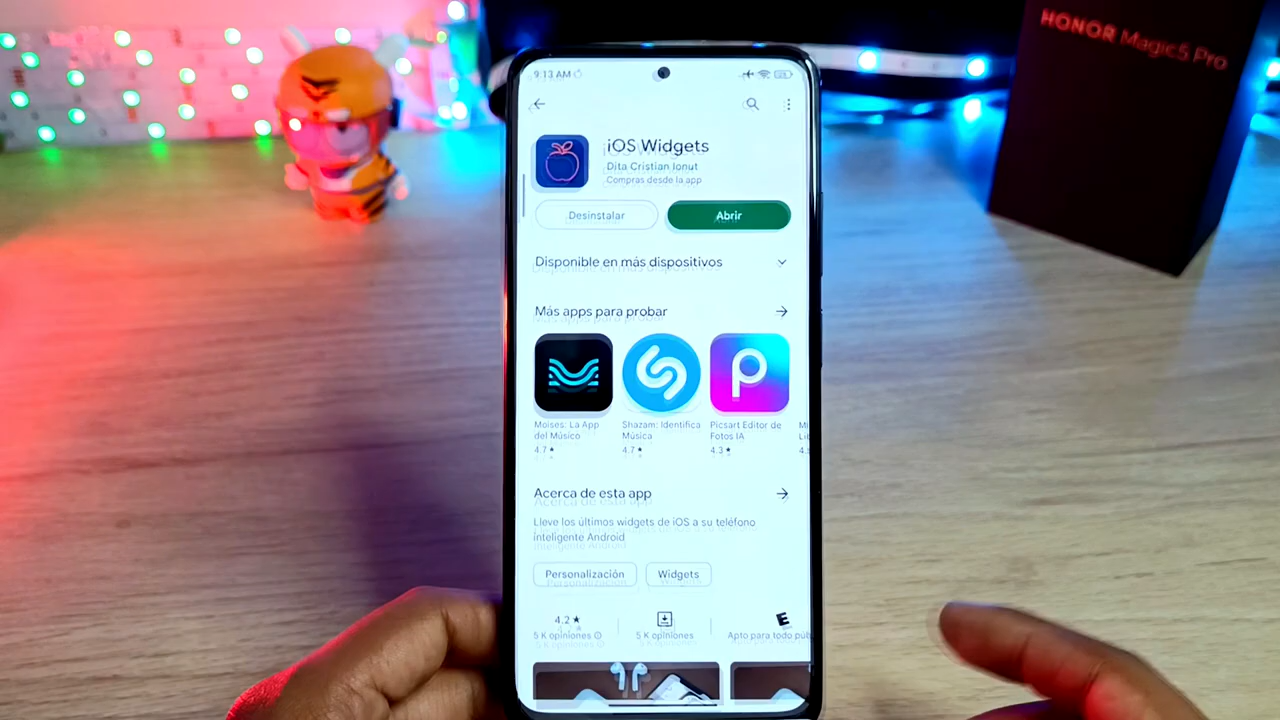 HONOR Magic5 Pro
9:13 AM
iOS Widgets
Dita Cristian Ionut
Compras desde la app
Desinstalar
Abrir
Disponible en más dispositivos
Más apps para probar
Moises: La App
del Músico
4.7 ★
Shazam: Identifica
Música
4.7 ★
Picsart Editor de
Fotos IA
4.3 ★
Acerca de esta app
Lleve los últimos widgets de iOS a su teléfono
inteligente Android
Personalización
Widgets
4.2 ★
5 K opiniones
5 K opiniones
E
Apto para todo púb